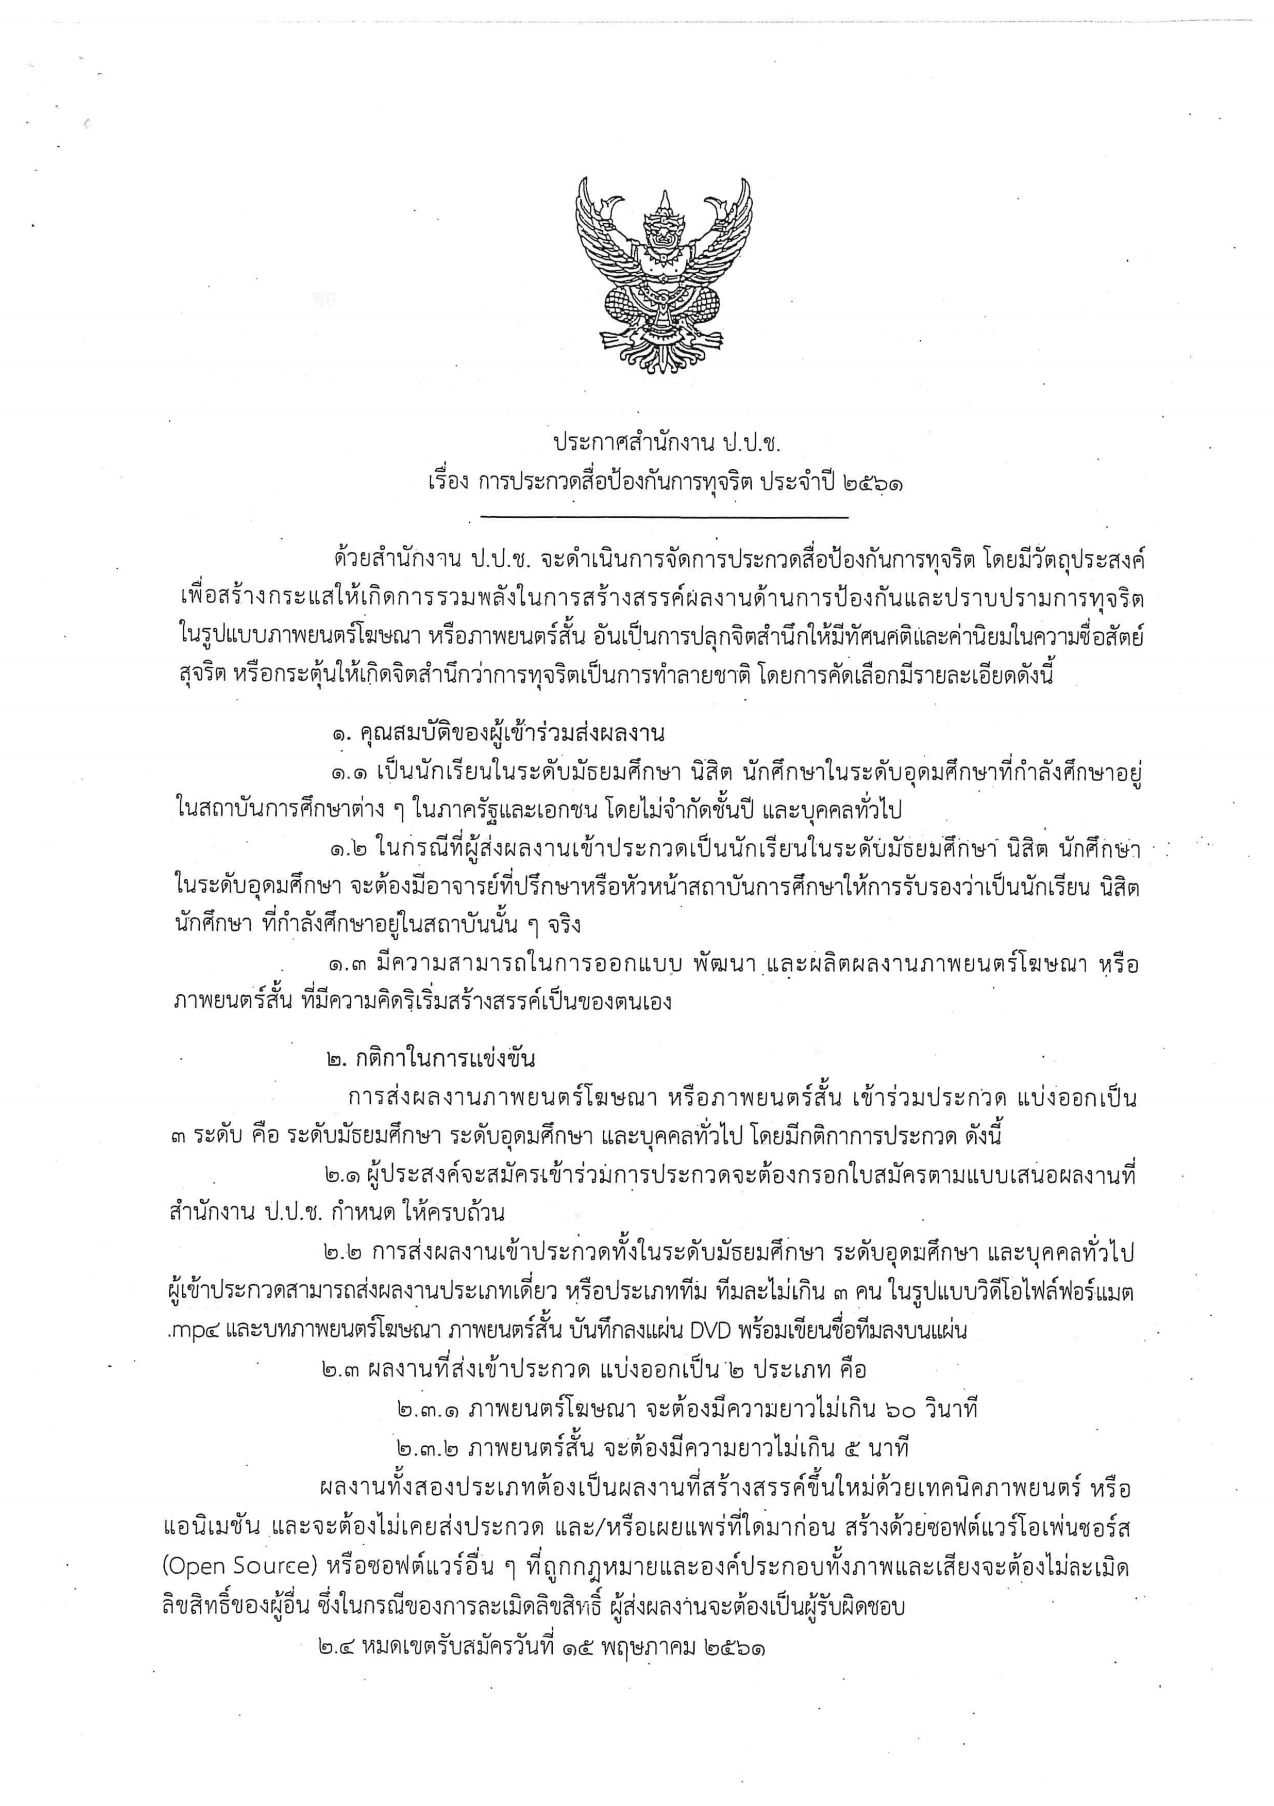 ประกาศสำนักงาน ป.ป.ช.
เรื่อง การประกวดสื่อป้องกันการทุจริต ประจำปี ๒๕๖๑
ด้วยสำนักงาน ป.ป.ช. จะดำเนินการจัดการประกวดสื่อป้องกันการทุจริต โดยมีวัตถุประสงค์
เพื่อสร้างกระแสให้เกิดการรวมพลังในการสร้างสรรค์ผลงานด้านการป้องกันและปราบปรามการทุจริต
ในรูปแบบภาพยนตร์โฆษณา หรือภาพยนตร์สั้น อันเป็นการปลุกจิตสำนึกให้มีทัศนคติและค่านิยมในความซื่อสัตย์
สุจริต หรือกระตุ้นให้เกิดจิตสำนึกว่าการทุจริตเป็นการทำลายชาติ โดยการคัดเลือกมีรายละเอียดดังนี้
๑. คุณสมบัติของผู้เข้าร่วมส่งผลงาน
๑.๑ เป็นนักเรียนในระดับมัธยมศึกษา นิสิต นักศึกษาในระดับอุดมศึกษาที่กำลังศึกษาอยู่
ในสถาบันการศึกษาต่าง ๆ ในภาครัฐและเอกชน โดยไม่จำกัดชั้นปี และบุคคลทั่วไป
๑.๒ ในกรณีที่ผู้ส่งผลงานเข้าประกวดเป็นนักเรียนในระดับมัธยมศึกษา นิสิต นักศึกษา
ในระดับอุดมศึกษา จะต้องมีอาจารย์ที่ปรึกษาหรือหัวหน้าสถาบันการศึกษาให้การรับรองว่าเป็นนักเรียน นิสิต
นักศึกษา ที่กำลังศึกษาอยู่ในสถาบันนั้น ๆ จริง
๑.๓ มีความสามารถในการออกแบบ พัฒนา และผลิตผลงานภาพยนตร์โฆษณา หรือ
ภาพยนตร์สั้น ที่มีความคิดริเริ่มสร้างสรรค์เป็นของตนเอง
๒. กติกาในการแข่งขัน
การส่งผลงานภาพยนตร์โฆษณา หรือภาพยนตร์สั้น เข้าร่วมประกวด แบ่งออกเป็น
๓ ระดับ คือ ระดับมัธยมศึกษา ระดับอุดมศึกษา และบุคคลทั่วไป โดยมีกติกาการประกวด ดังนี้
๒.๑ ผู้ประสงค์จะสมัครเข้าร่วมการประกวดจะต้องกรอกใบสมัครตามแบบเสนอผลงานที่
สำนักงาน ป.ป.ช. กำหนด ให้ครบถ้วน
๒.๒ การส่งผลงานเข้าประกวดทั้งในระดับมัธยมศึกษา ระดับอุดมศึกษา และบุคคลทั่วไป
ผู้เข้าประกวดสามารถส่งผลงานประเภทเดี่ยว หรือประเภททีม ทีมละไม่เกิน ๓ คน ในรูปแบบวิดีโอไฟล์ฟอร์แมต
.mp๔ และบทภาพยนตร์โฆษณา ภาพยนตร์สั้น บันทึกลงแผ่น DVD พร้อมเขียนชื่อทีมลงบนแผ่น
๒.๓ ผลงานที่ส่งเข้าประกวด แบ่งออกเป็น ๒ ประเภท คือ
๒.๓.๑ ภาพยนตร์โฆษณา จะต้องมีความยาวไม่เกิน ๖๐ วินาที
๒.๓.๒ ภาพยนตร์สั้น จะต้องมีความยาวไม่เกิน ๕ นาที
ผลงานทั้งสองประเภทต้องเป็นผลงานที่สร้างสรรค์ขึ้นใหม่ด้วยเทคนิคภาพยนตร์ หรือ
แอนิเมชัน และจะต้องไม่เคยส่งประกวด และ/หรือเผยแพร่ที่ใดมาก่อน สร้างด้วยซอฟต์แวร์โอเพ่นซอร์ส
(Open Source) หรือซอฟต์แวร์อื่น ๆ ที่ถูกกฎหมายและองค์ประกอบทั้งภาพและเสียงจะต้องไม่ละเมิด
ลิขสิทธิ์ของผู้อื่น ซึ่งในกรณีของการละเมิดลิขสิทธิ์ ผู้ส่งผลงานจะต้องเป็นผู้รับผิดชอบ
๒.๔ หมดเขตรับสมัครวันที่ ๑๕ พฤษภาคม ๒๕๖๑